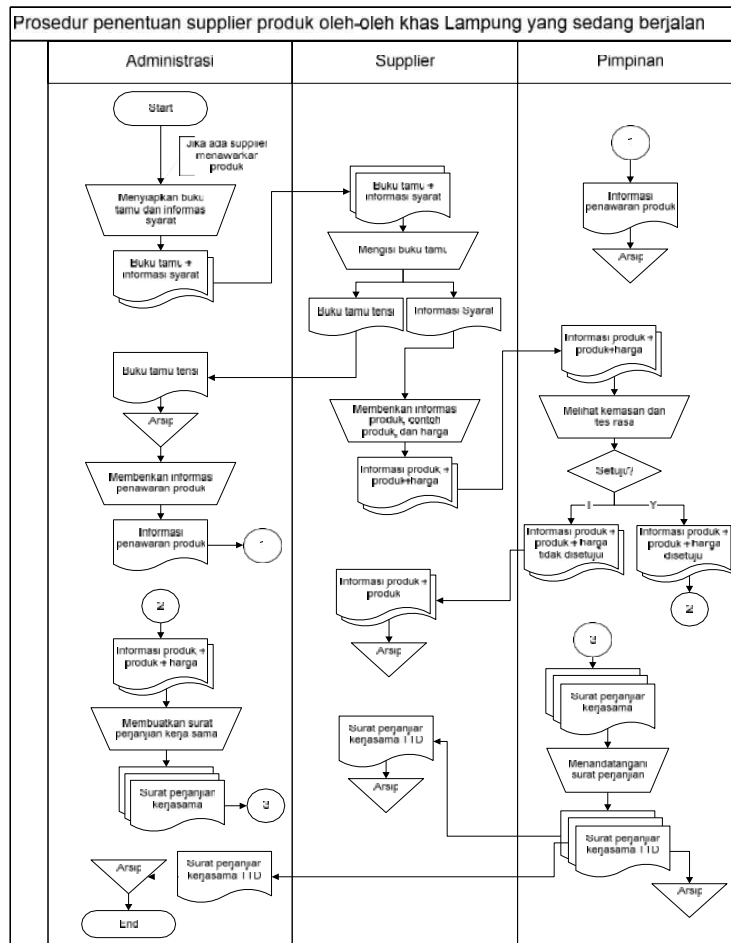 Prosedur penentuan supplier produk oleh-oleh khas Lampung yang sedang berjalan
Administrasi
Supplier
Pimpinan
Start
Jika ada supplier
menawarkan
produk
Menyiapkan buku
tamu dan informas
syarat
Buku tamu +
informasi syarat
Buku tamu terisi
Arsip
Memberikan informas
penawaran produk
Informasi
penawaran produk
1
2
Informasi produk +
produk + harga
Membuatkan surat
perjanjian kerja sama
Surat perjanjian
kerjasama
3
Surat perjanjian
kerjasama TTD
Arsip
End
Buku tamu +
informasi syarat
Mengisi buku tamu
Buku tamu terisi
Informasi Syarat
Memberikan informas
produk, contoh
produk, dan harga
Informasi produk +
produk+harga
Informasi produk +
produk
Arsip
Surat perjanjian
kerjasama TTD
Arsip
1
Informasi
penawaran produk
Arsip
Informasi produk +
produk+harga
Melihat kemasan dan
tes rasa
Setuju?
T
Y
Informasi produk +
produk + harga
tidak disetujui
Informasi produk +
produk + harga
disetujui
2
3
Surat perjanjian
kerjasama
Menandatangani
surat perjanjian
Surat perjanjian
kerjasama TTD
Arsip